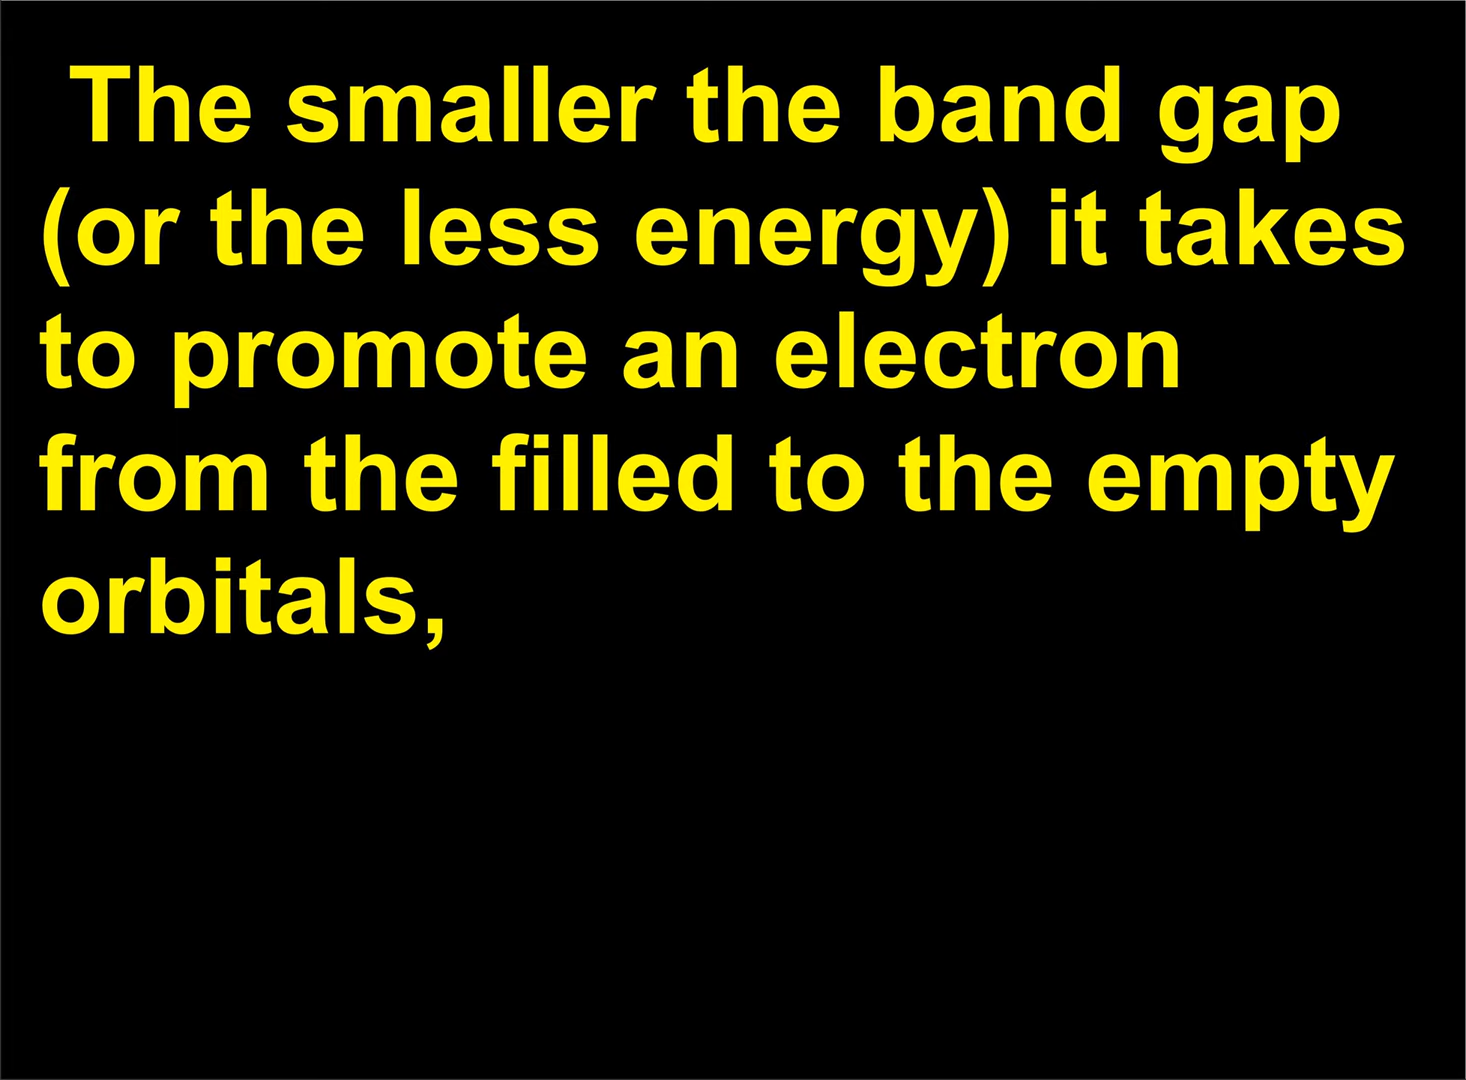 The smaller the band gap
(or the less energy) it takes
to promote an electron
from the filled to the empty
orbitals,